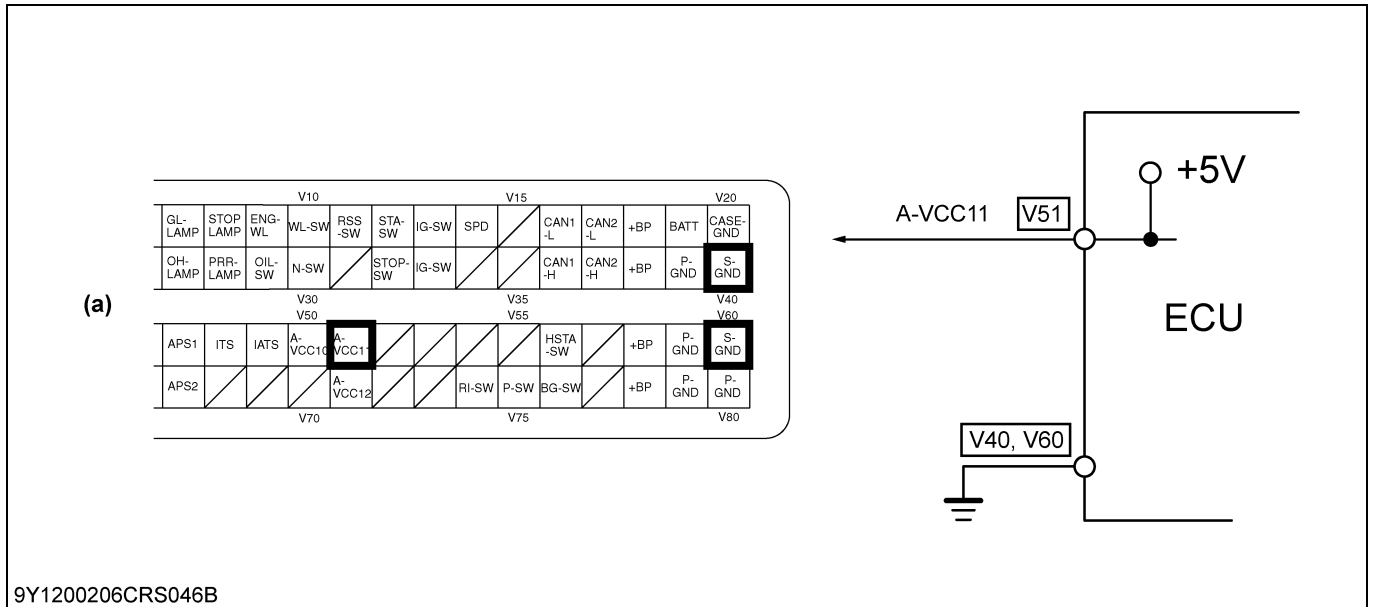 V10 V15 V20
GL- STOP ENG- WL-SW RSS STA- IG-SW SPD CAN1 CAN2 +BP BATT CASE-
LAMP LAMP WL -SW SW -L -L GND
OH- PRR- OIL- N-SW STOP- IG-SW CAN1 CAN2 +BP P- S-
LAMP LAMP SW SW -H -H GND GND
V30 V35 V40
V50 V55 V60
APS1 ITS IATS A- A- HSTA +BP P- S-
VCC10 VCC11 -SW GND GND
APS2 A- RI-SW P-SW BG-SW +BP P- P-
VCC12 GND GND
V70 V75 V80
(a)
A-VCC11 V51
+5V
ECU
V40, V60
9Y1200206CRS046B